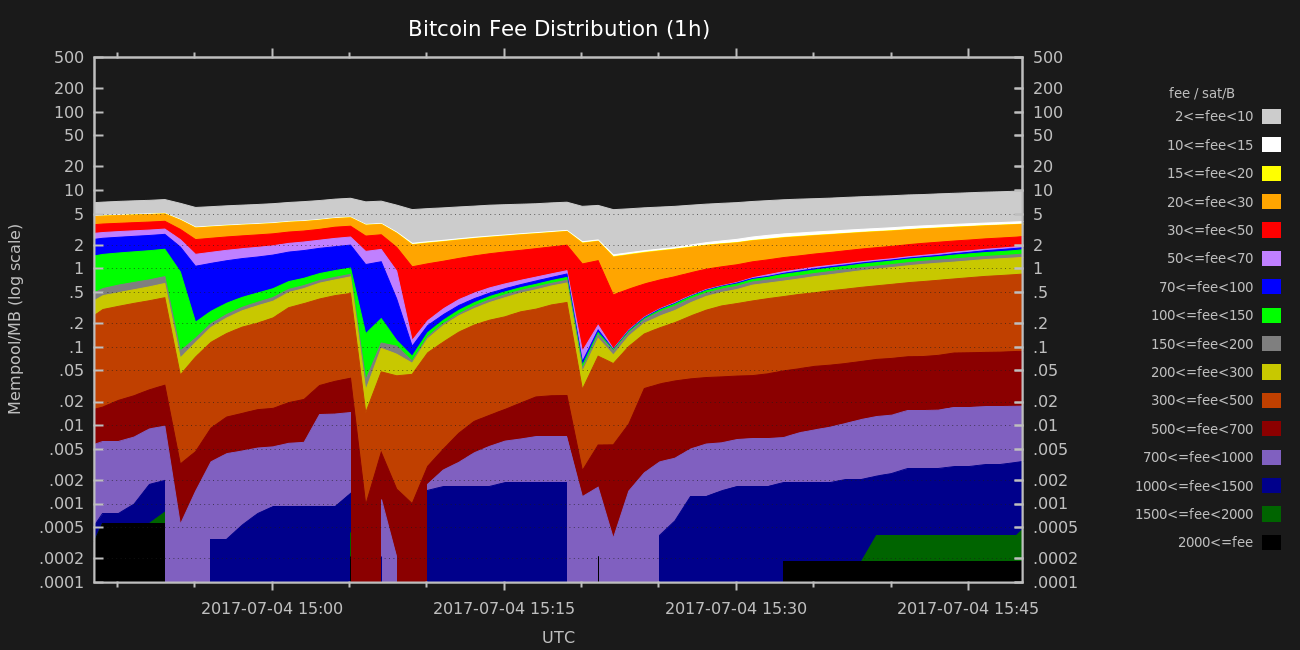 Bitcoin Fee Distribution (1h)
500 500
200 200
100 100
50 50
20 20
10 10
5 5
2 2
1 1
.5 .5
.2 .2
.1 .1
.05 .05
.02 .02
.01 .01
.005 .005
.002 .002
.001 .001
.0005 .0005
.0002 .0002
.0001 .0001
Mempool/MB (log scale)
2017-07-04 15:00 2017-07-04 15:15 2017-07-04 15:30 2017-07-04 15:45
UTC
fee / sat/B
2<=fee<10
10<=fee<15
15<=fee<20
20<=fee<30
30<=fee<50
50<=fee<70
70<=fee<100
100<=fee<150
150<=fee<200
200<=fee<300
300<=fee<500
500<=fee<700
700<=fee<1000
1000<=fee<1500
1500<=fee<2000
2000<=fee